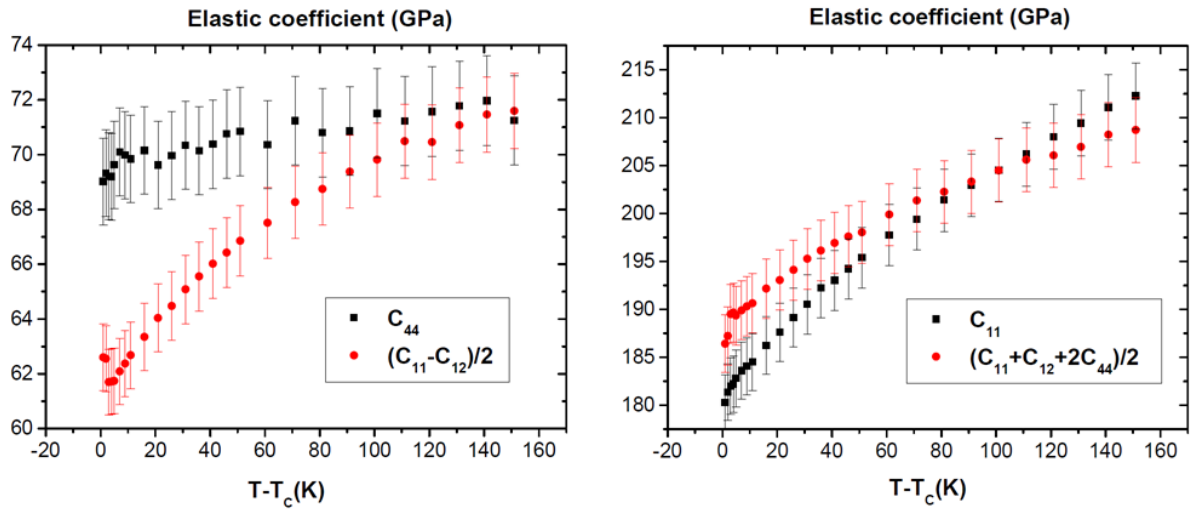 Elastic coefficient (GPa)
74
72
70
68
66
64
62
60
C44
(C11-C12)/2
-20 0 20 40 60 80 100 120 140 160
T-Tc(K)
Elastic coefficient (GPa)
215
210
205
200
195
190
185
180
C11
(C11+C12+2C44)/2
-20 0 20 40 60 80 100 120 140 160
T-Tc(K)